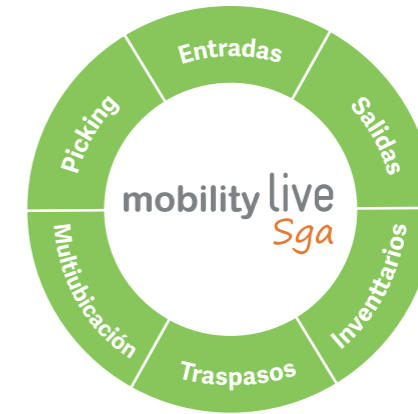 Entradas
Salidas
Inventtarios
Traspasos
Multiubicación
Picking
mobility live
Sga